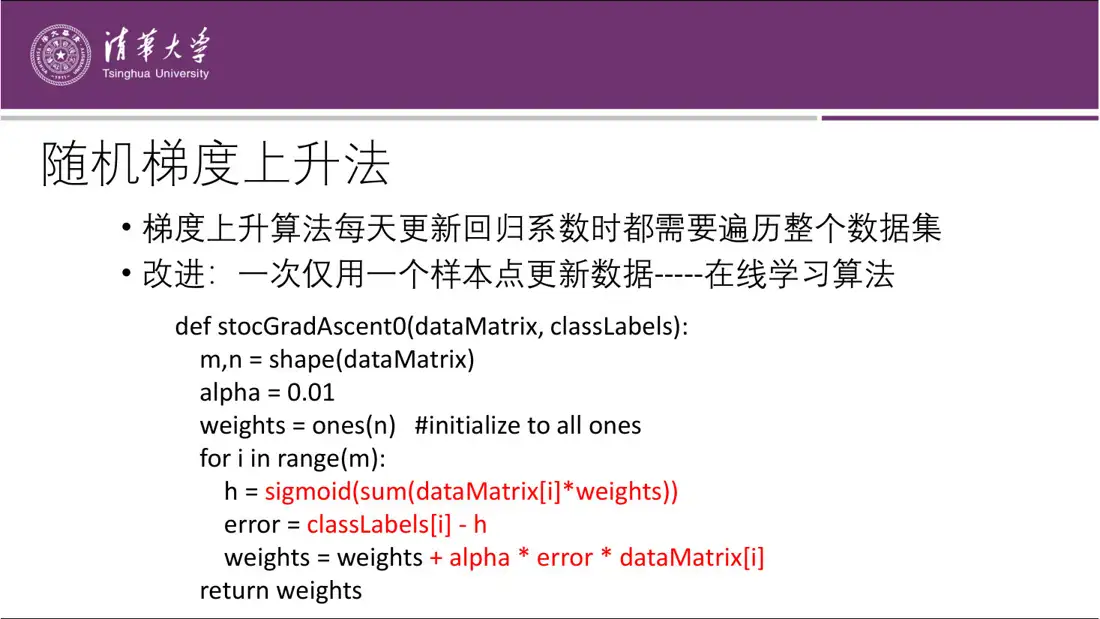 清华大学
Tsinghua University
随机梯度上升法
• 梯度上升算法每天更新回归系数时都需要遍历整个数据集
• 改进：一次仅用一个样本点更新数据-----在线学习算法
def stocGradAscent0(dataMatrix, classLabels):
m,n = shape(dataMatrix)
alpha = 0.01
weights = ones(n) #initialize to all ones
for i in range(m):
h = sigmoid(sum(dataMatrix[i]*weights))
error = classLabels[i] - h
weights = weights + alpha * error * dataMatrix[i]
return weights